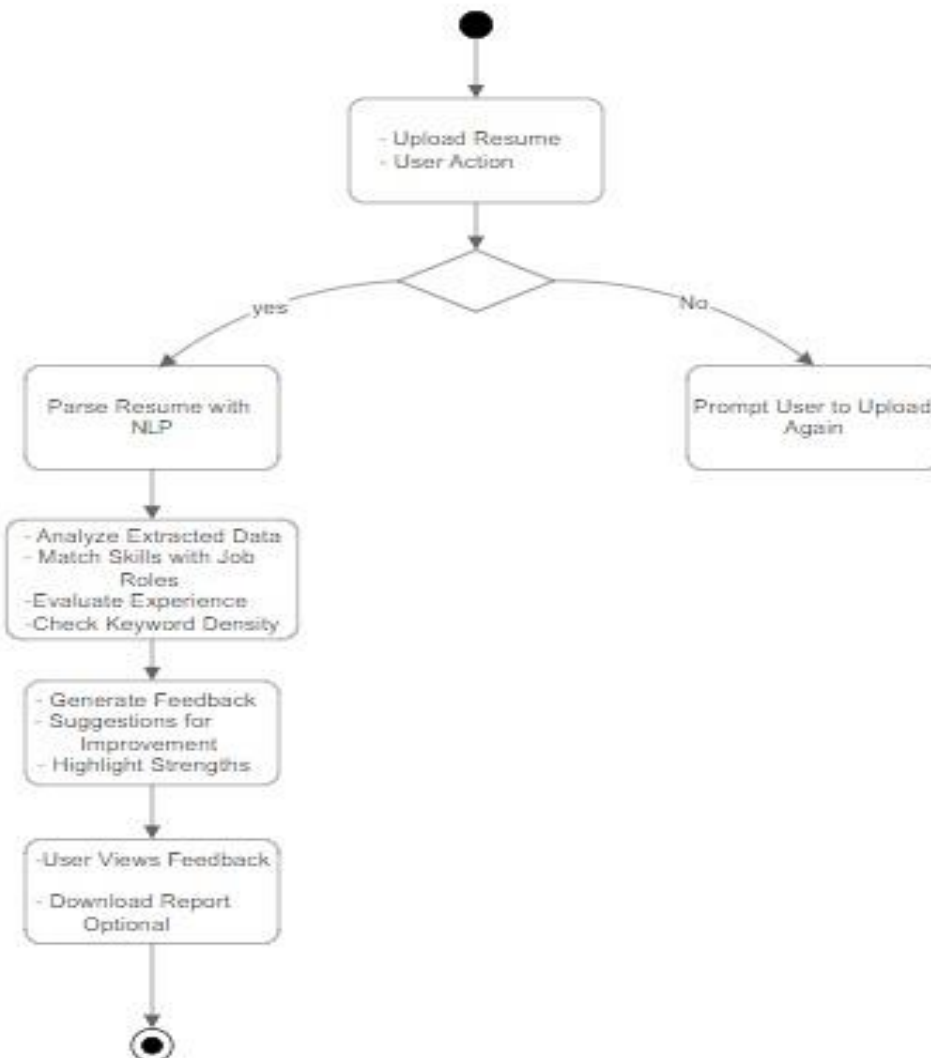 - Upload Resume
- User Action
yes
No
Parse Resume with
NLP
Prompt User to Upload
Again
- Analyze Extracted Data
- Match Skills with Job
Roles
-Evaluate Experience
-Check Keyword Density
- Generate Feedback
- Suggestions for
Improvement
- Highlight Strengths
-User Views Feedback
- Download Report
Optional